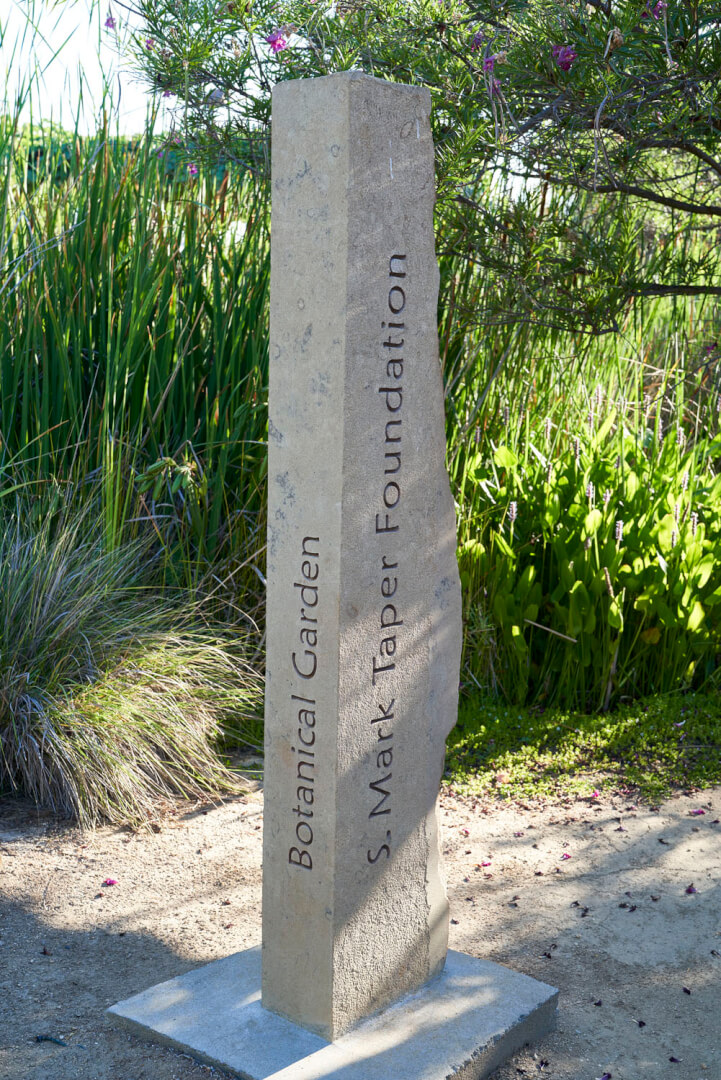 Botanical Garden
S. Mark Taper Foundation